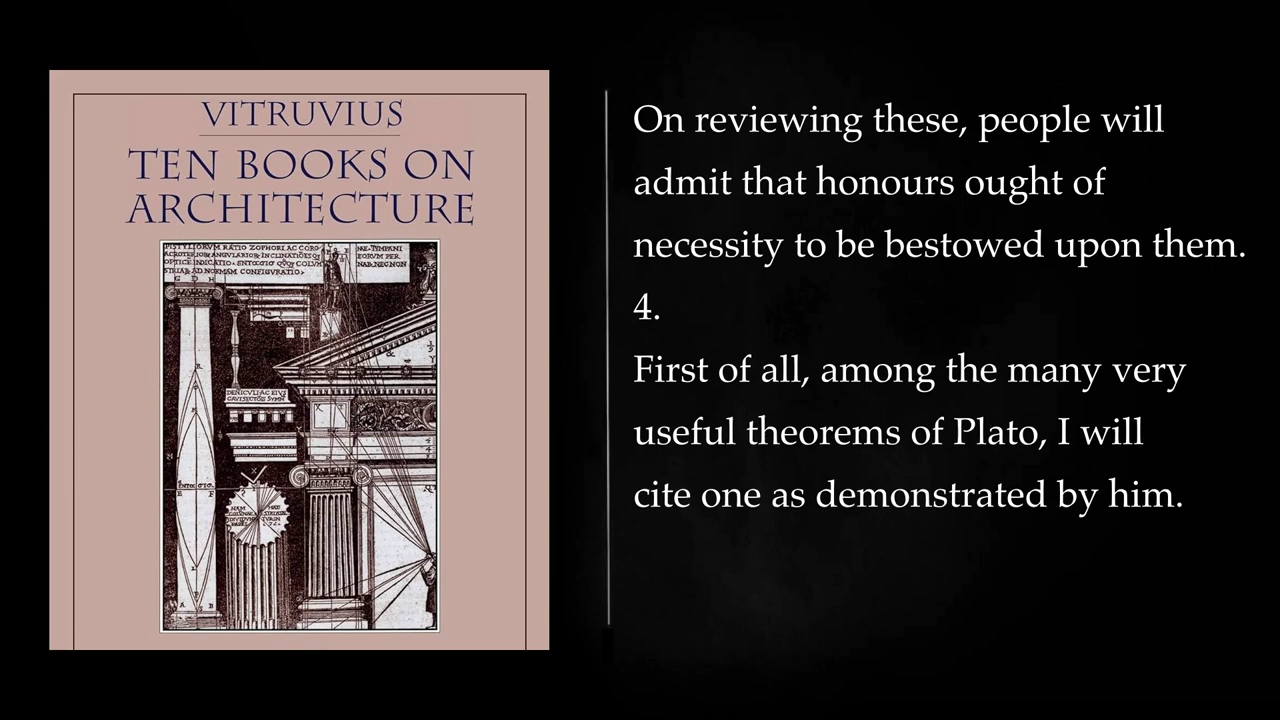 VITRUVIUS
TEN BOOKS ON
ARCHITECTURE
On reviewing these, people will
admit that honours ought of
necessity to be bestowed upon them.
4.
First of all, among the many very
useful theorems of Plato, I will
cite one as demonstrated by him.